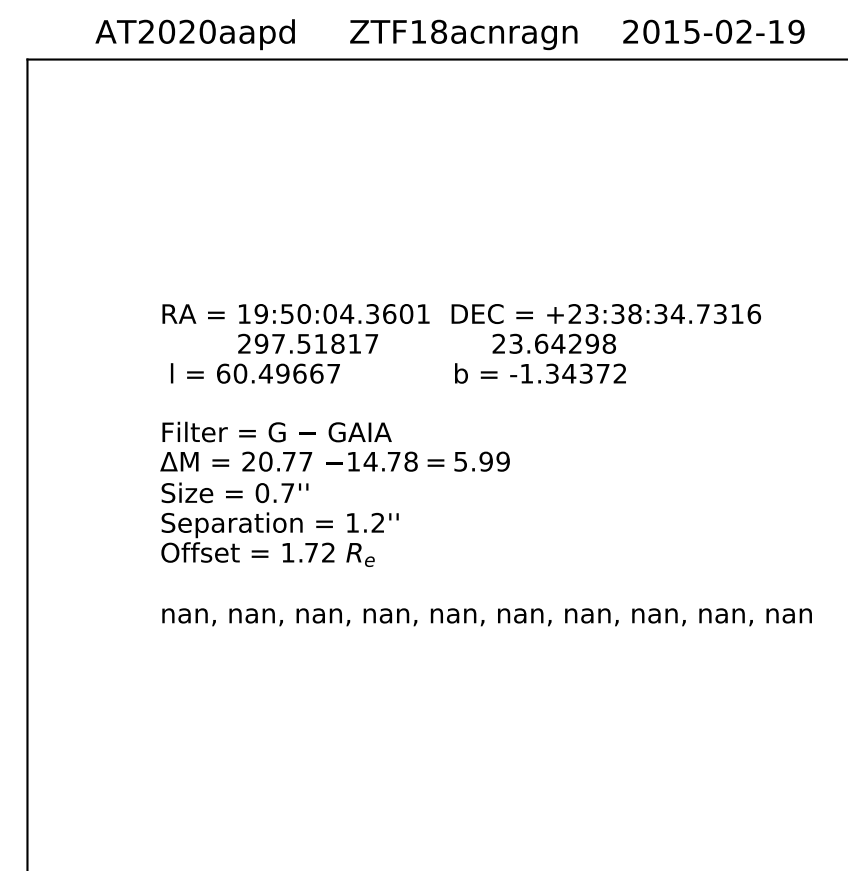 AT2020aapd ZTF18acnragn 2015-02-19
RA = 19:50:04.3601 DEC = +23:38:34.7316
297.51817 23.64298
l = 60.49667 b = -1.34372
Filter = G − GAIA
ΔM = 20.77 −14.78 = 5.99
Size = 0.7''
Separation = 1.2''
Offset = 1.72 Re
nan, nan, nan, nan, nan, nan, nan, nan, nan, nan